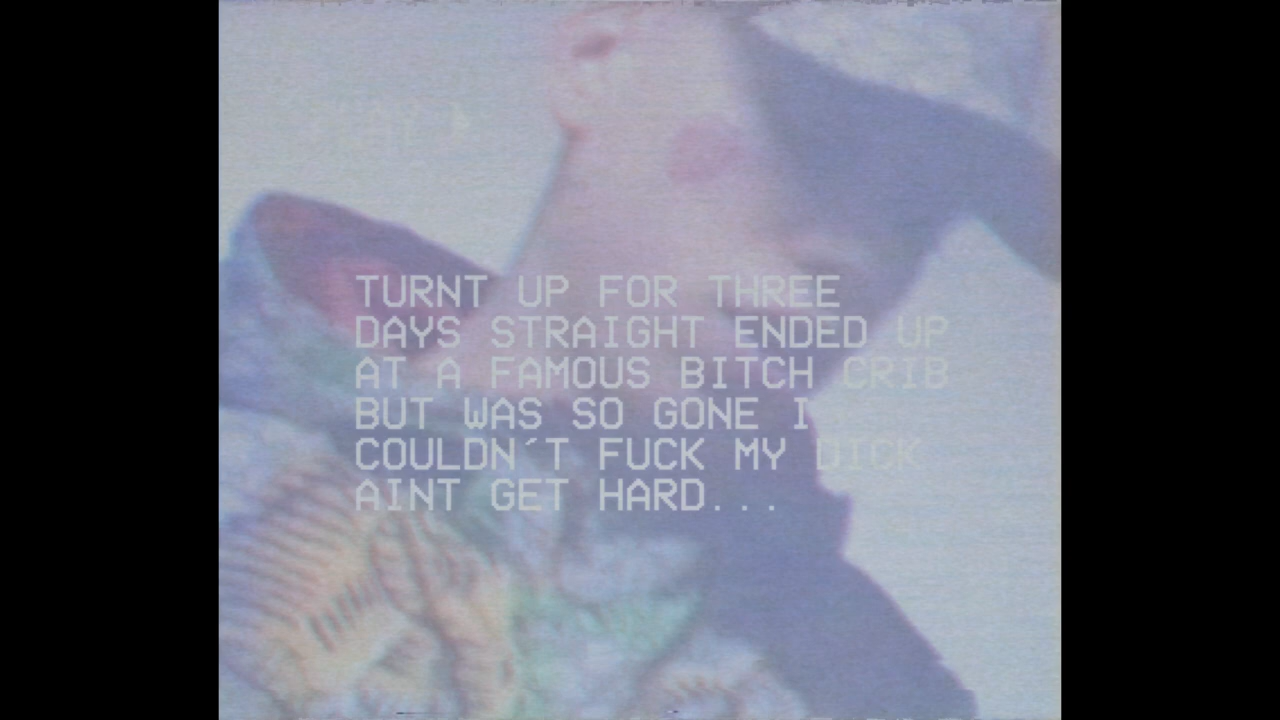 TURNT UP FOR THREE
DAYS STRAIGHT ENDED UP
AT A FAMOUS BITCH CRIB
BUT WAS SO GONE I
COULDN´T FUCK MY DICK
AINT GET HARD...